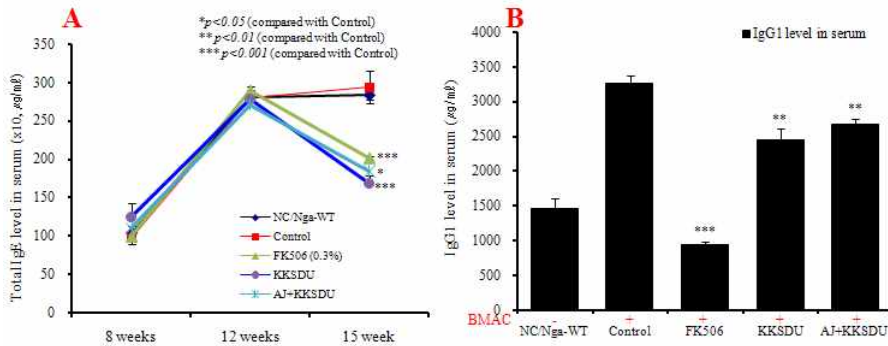 A
*p<0.05 (compared with Control)
** p<0.01 (compared with Control)
*** p<0.001 (compared with Control)
Total IgE level in serum (x10, ㎍/㎖)
350
300
250
200
150
100
50
0
***
*
***
NC/Nga-WT
Control
FK506 (0.3%)
KKSDU
AJ+KKSDU
8 weeks 12 weeks 15 week
B
IgG1 level in serum
IgG1 level in serum (㎍/㎖)
4000
3500
3000
2500
2000
1500
1000
500
0
***
**
**
BMAC - + + + +
NC/Nga-WT Control FK506 KKSDU AJ+KKSDU